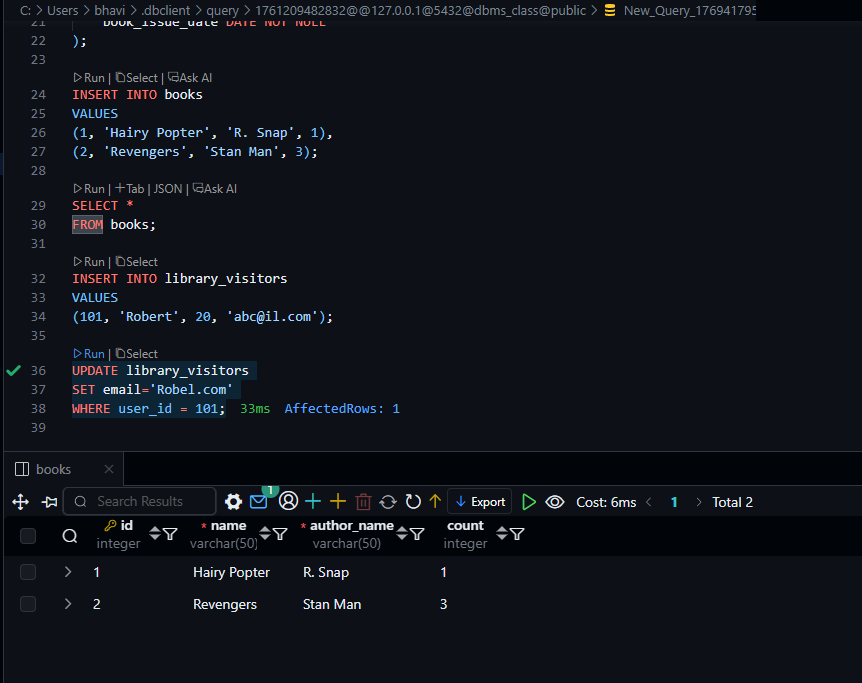 C: > Users > bhavi > .dbclient > query > 1761209482832@@127.0.0.1@5432@dbms_class@public > New_Query_176941795
21 book_issue_date DATE NOT NULL
22 );
23
Run | Select | Ask AI
24 INSERT INTO books
25 VALUES
26 (1, 'Hairy Popter', 'R. Snap', 1),
27 (2, 'Revengers', 'Stan Man', 3);
28
Run | Tab | JSON | Ask AI
29 SELECT *
30 FROM books;
31
Run | Select
32 INSERT INTO library_visitors
33 VALUES
34 (101, 'Robert', 20, 'abc@il.com');
35
Run | Select
36 UPDATE library_visitors
37 SET email='Robel.com'
38 WHERE user_id = 101; 33ms AffectedRows: 1
39
books
Search Results 1 Export Cost: 6ms < 1 > Total 2
id * name * author_name count
integer varchar(50) varchar(50) integer
1 Hairy Popter R. Snap 1
2 Revengers Stan Man 3